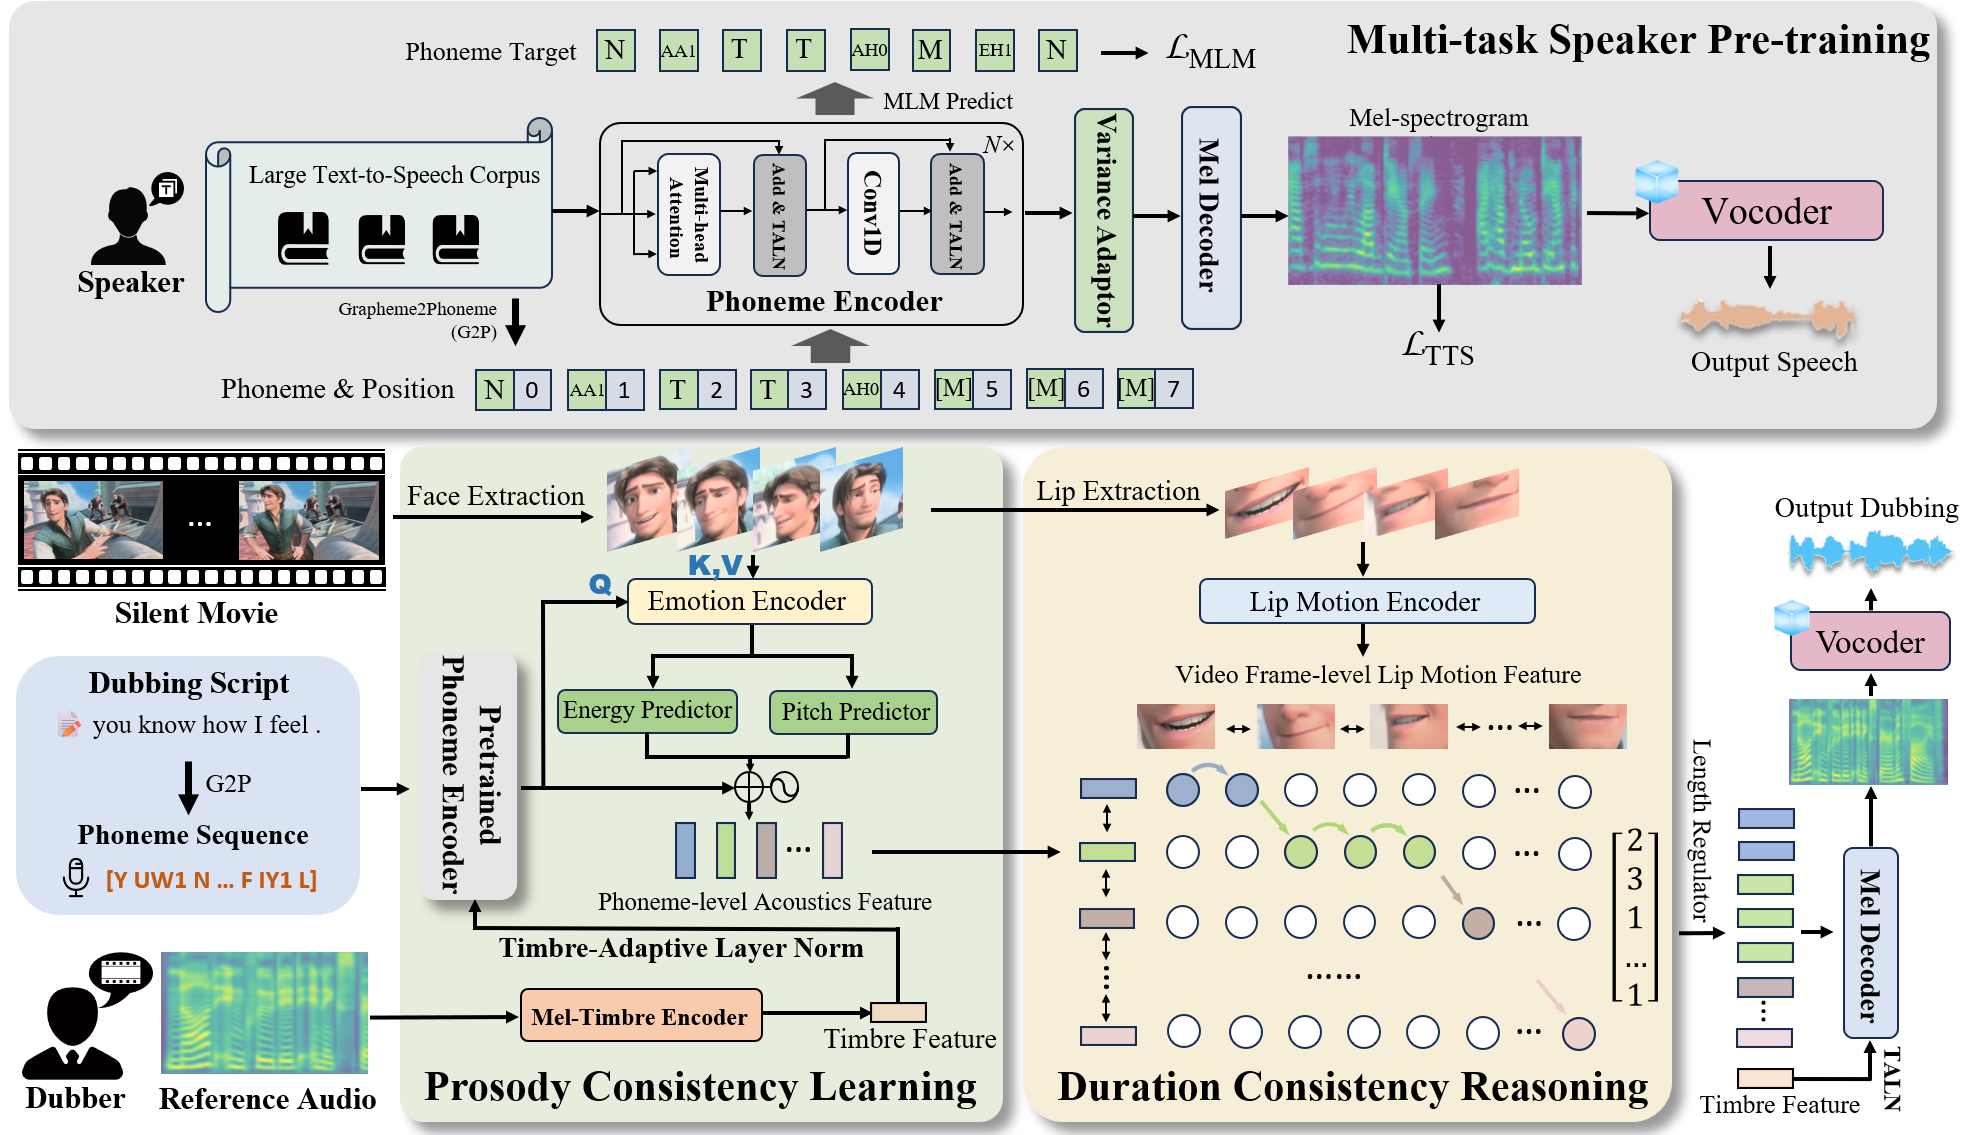 Multi-task Speaker Pre-training
Phoneme Target N AA1 T T AH0 M EH1 N ℒMLM
MLM Predict
Large Text-to-Speech Corpus
Speaker
Grapheme2Phoneme
(G2P)
N×
Multi-head
Attention
Add & TALN
Conv1D
Add & TALN
Phoneme Encoder
Variance Adaptor
Mel Decoder
Mel-spectrogram
ℒTTS
Vocoder
Output Speech
Phoneme & Position N 0 AA1 1 T 2 T 3 AH0 4 [M] 5 [M] 6 [M] 7
...
Silent Movie
Dubbing Script
you know how I feel .
G2P
Phoneme Sequence
[Y UW1 N ... F IY1 L]
Dubber
Reference Audio
Face Extraction
K,V
Q
Emotion Encoder
Energy Predictor
Pitch Predictor
Pretrained
Phoneme Encoder
...
Phoneme-level Acoustics Feature
Timbre-Adaptive Layer Norm
Mel-Timbre Encoder
Timbre Feature
Prosody Consistency Learning
Lip Extraction
Lip Motion Encoder
Video Frame-level Lip Motion Feature
...
...
...
...
......
...
2
3
1
...
1
Duration Consistency Reasoning
Length Regulator
...
Timbre Feature
TALN
Mel Decoder
Vocoder
Output Dubbing